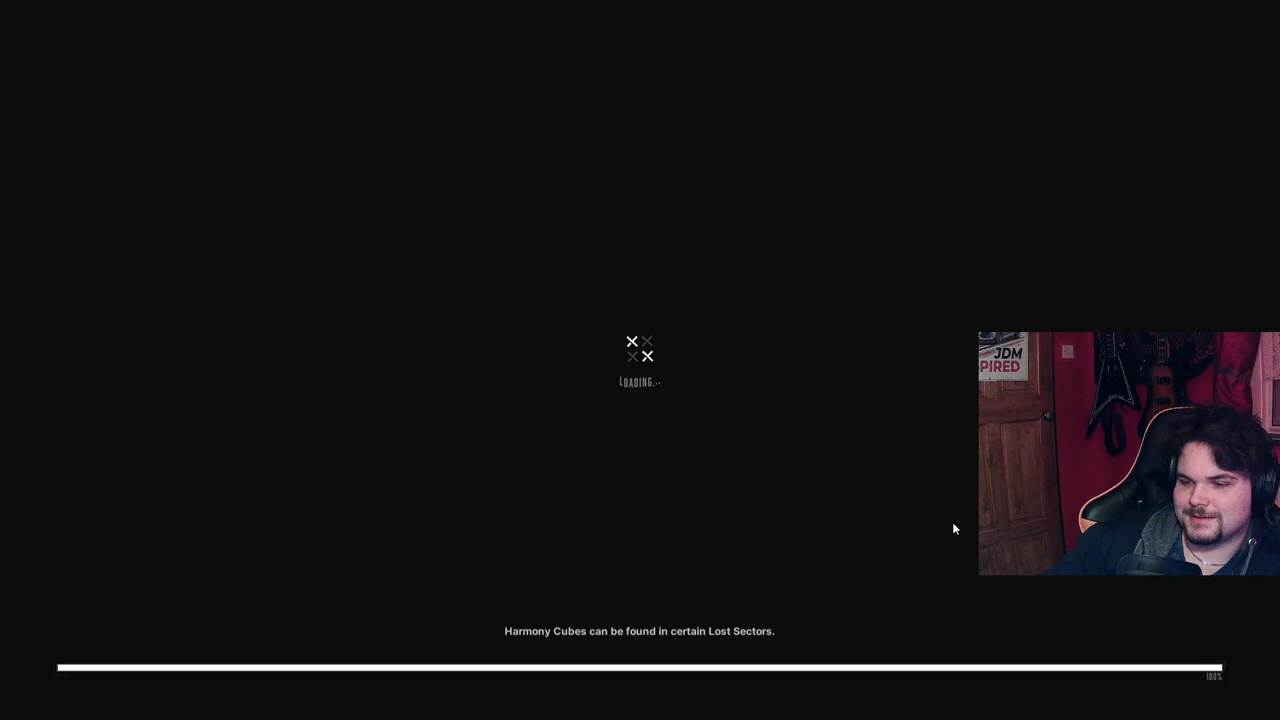 JDM
PIRED
LOADING...
Harmony Cubes can be found in certain Lost Sectors.
100%